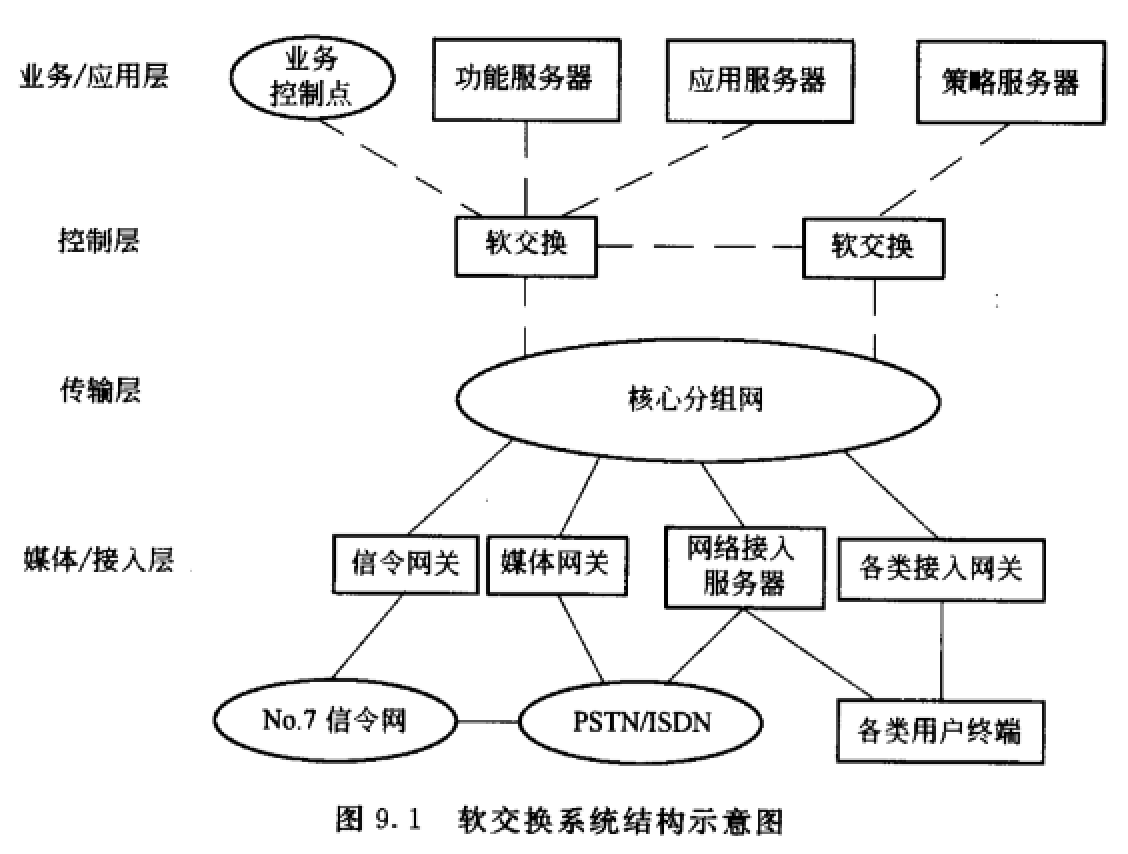 业务/应用层
业务
控制点
功能服务器
应用服务器
策略服务器
控制层
软交换
软交换
传输层
核心分组网
媒体/接入层
信令网关
媒体网关
网络接入
服务器
各类接入网关
No.7 信令网
PSTN/ISDN
各类用户终端
图 9.1 软交换系统结构示意图